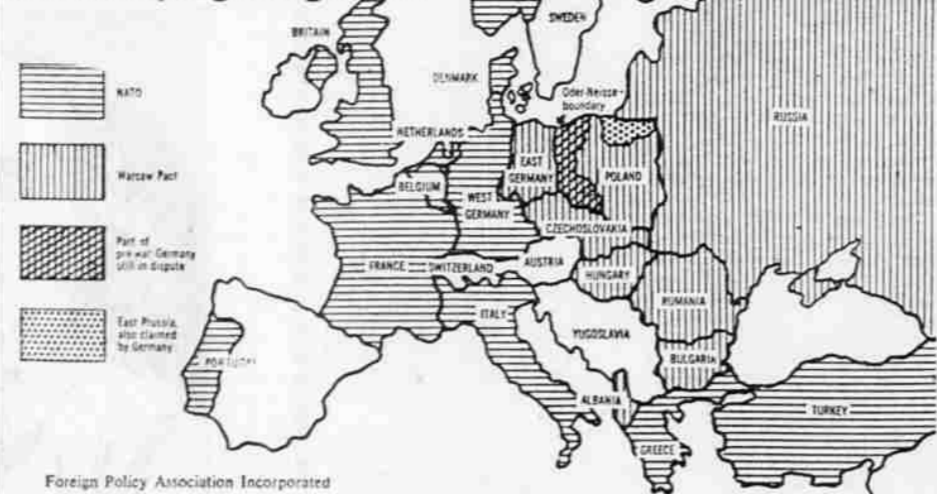 BRITAIN
SWEDEN
DENMARK
Oder-Neisse-
boundary
NATO
NETHERLANDS
RUSSIA
EAST
GERMANY
POLAND
Warsaw Pact
BELGIUM
WEST
GERMANY
CZECHOSLOVAKIA
Part of
pre-war Germany
still in dispute
FRANCE
SWITZERLAND
AUSTRIA
HUNGARY
RUMANIA
East Prussia,
also claimed
by Germany
ITALY
YUGOSLAVIA
PORTUGAL
BULGARIA
ALBANIA
TURKEY
GREECE
Foreign Policy Association Incorporated